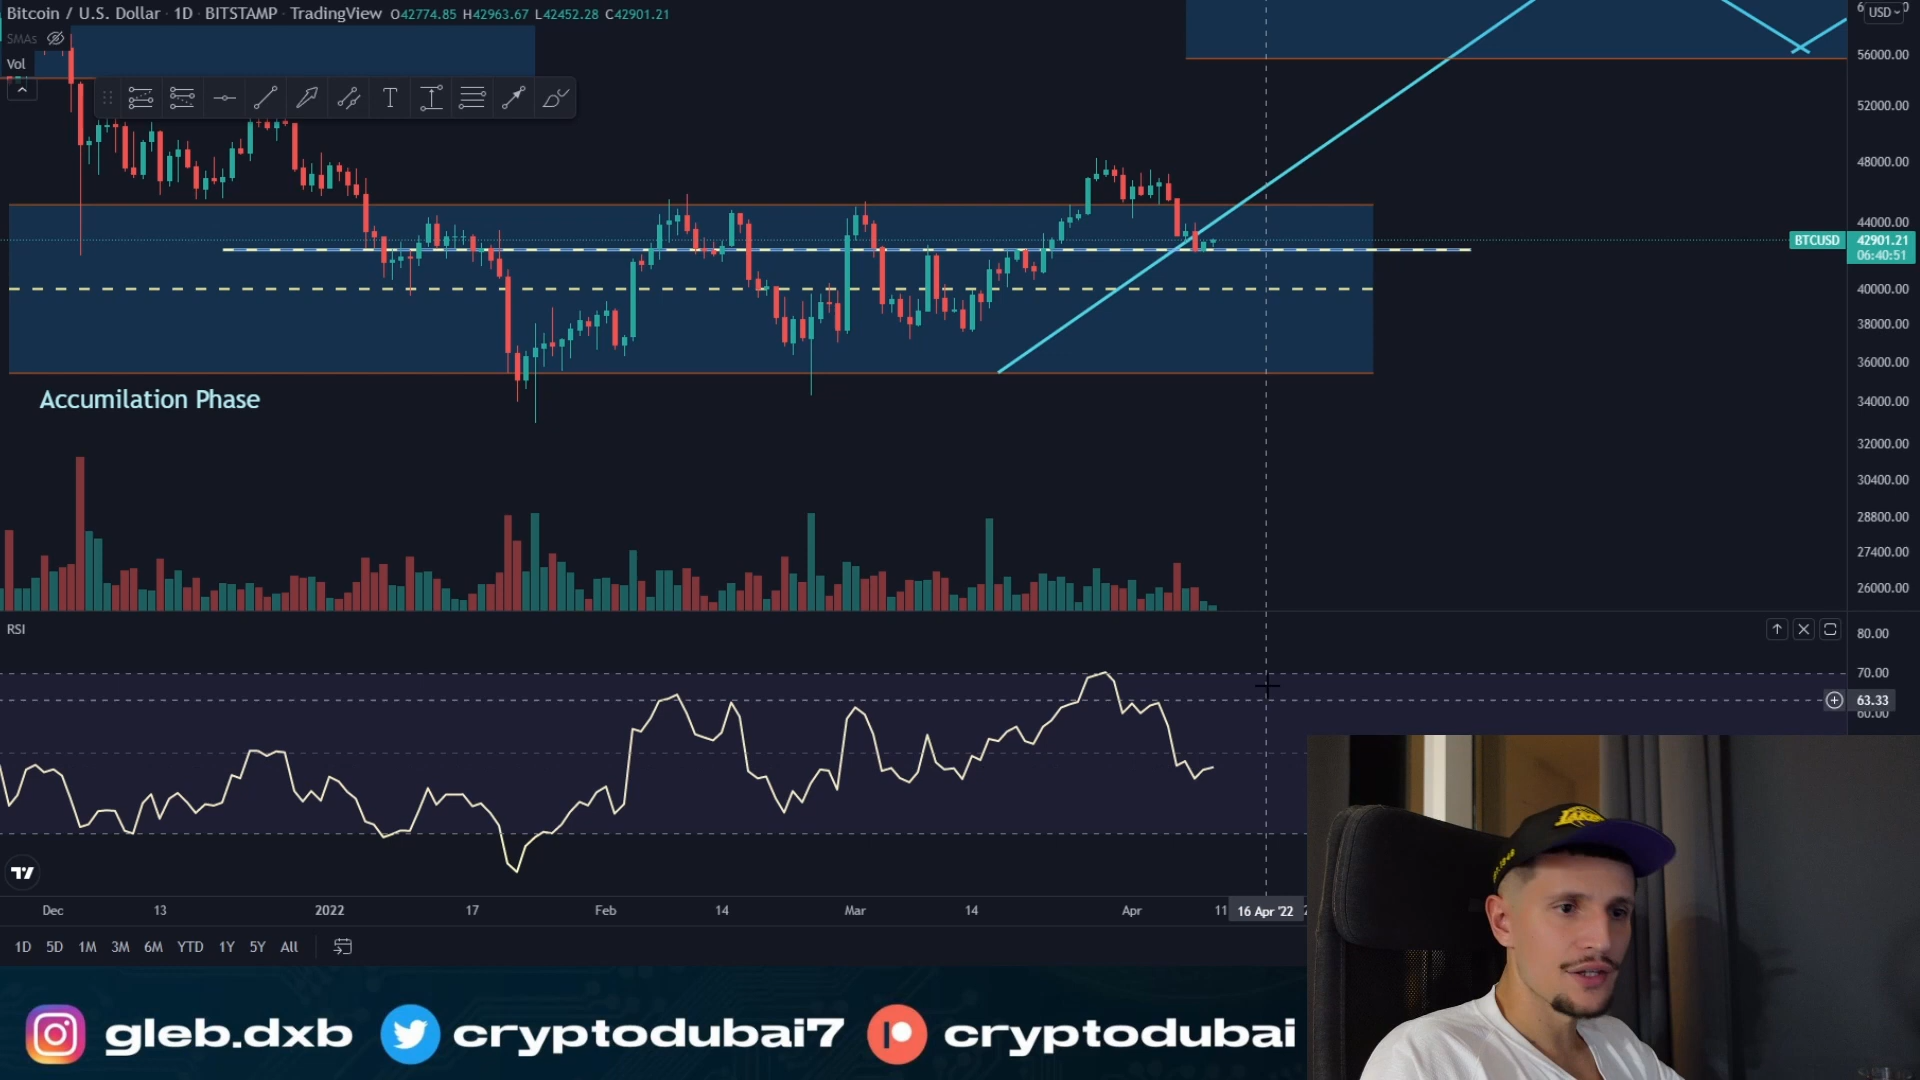 Bitcoin / U.S. Dollar · 1D · BITSTAMP · TradingView O42774.85 H42963.67 L42452.28 C42901.21
SMAs
Vol
USD
56000.00
52000.00
48000.00
44000.00
BTCUSD 42901.21
06:40:51
40000.00
38000.00
36000.00
34000.00
32000.00
30400.00
28800.00
27400.00
26000.00
Accumilation Phase
RSI
80.00
70.00
63.33
60.00
Dec 13 2022 17 Feb 14 Mar 14 Apr 11 16 Apr '22
1D 5D 1M 3M 6M YTD 1Y 5Y All
gleb.dxb cryptodubai7 cryptodubai